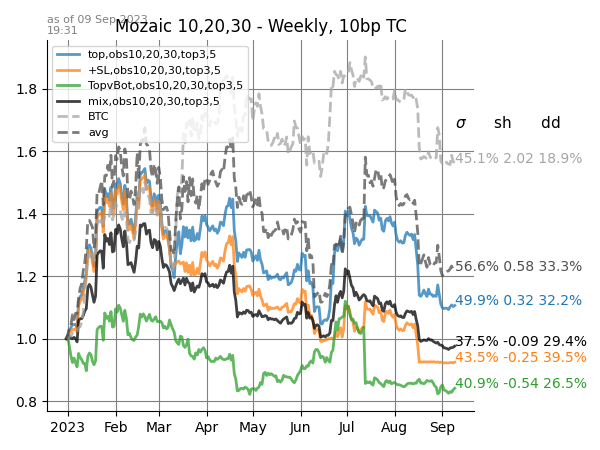 as of 09 Sep 2023
19:31
Mozaic 10,20,30 - Weekly, 10bp TC
top,obs10,20,30,top3,5
+SL,obs10,20,30,top3,5
TopvBot,obs10,20,30,top3,5
mix,obs10,20,30,top3,5
BTC
avg
σ sh dd
45.1% 2.02 18.9%
56.6% 0.58 33.3%
49.9% 0.32 32.2%
37.5% -0.09 29.4%
43.5% -0.25 39.5%
40.9% -0.54 26.5%
1.8
1.6
1.4
1.2
1.0
0.8
2023 Feb Mar Apr May Jun Jul Aug Sep